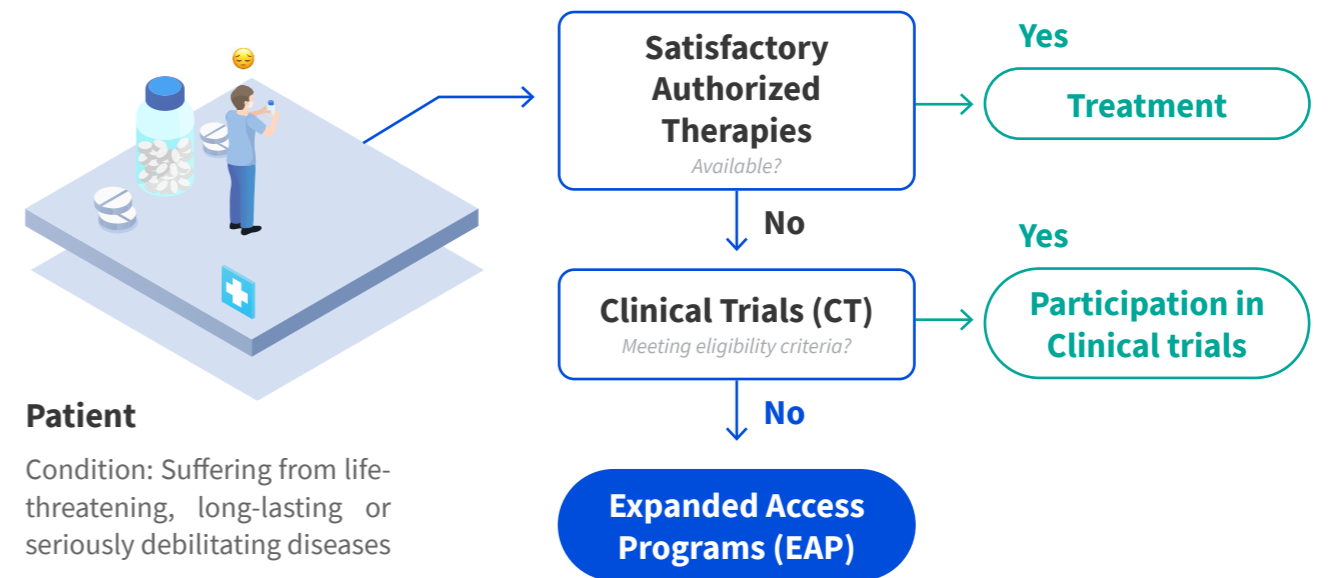 Satisfactory
Authorized
Therapies
Available?
Yes
Treatment
No
Clinical Trials (CT)
Meeting eligibility criteria?
Yes
Participation in
Clinical trials
No
Expanded Access
Programs (EAP)
Patient
Condition: Suffering from life-
threatening, long-lasting or
seriously debilitating diseases